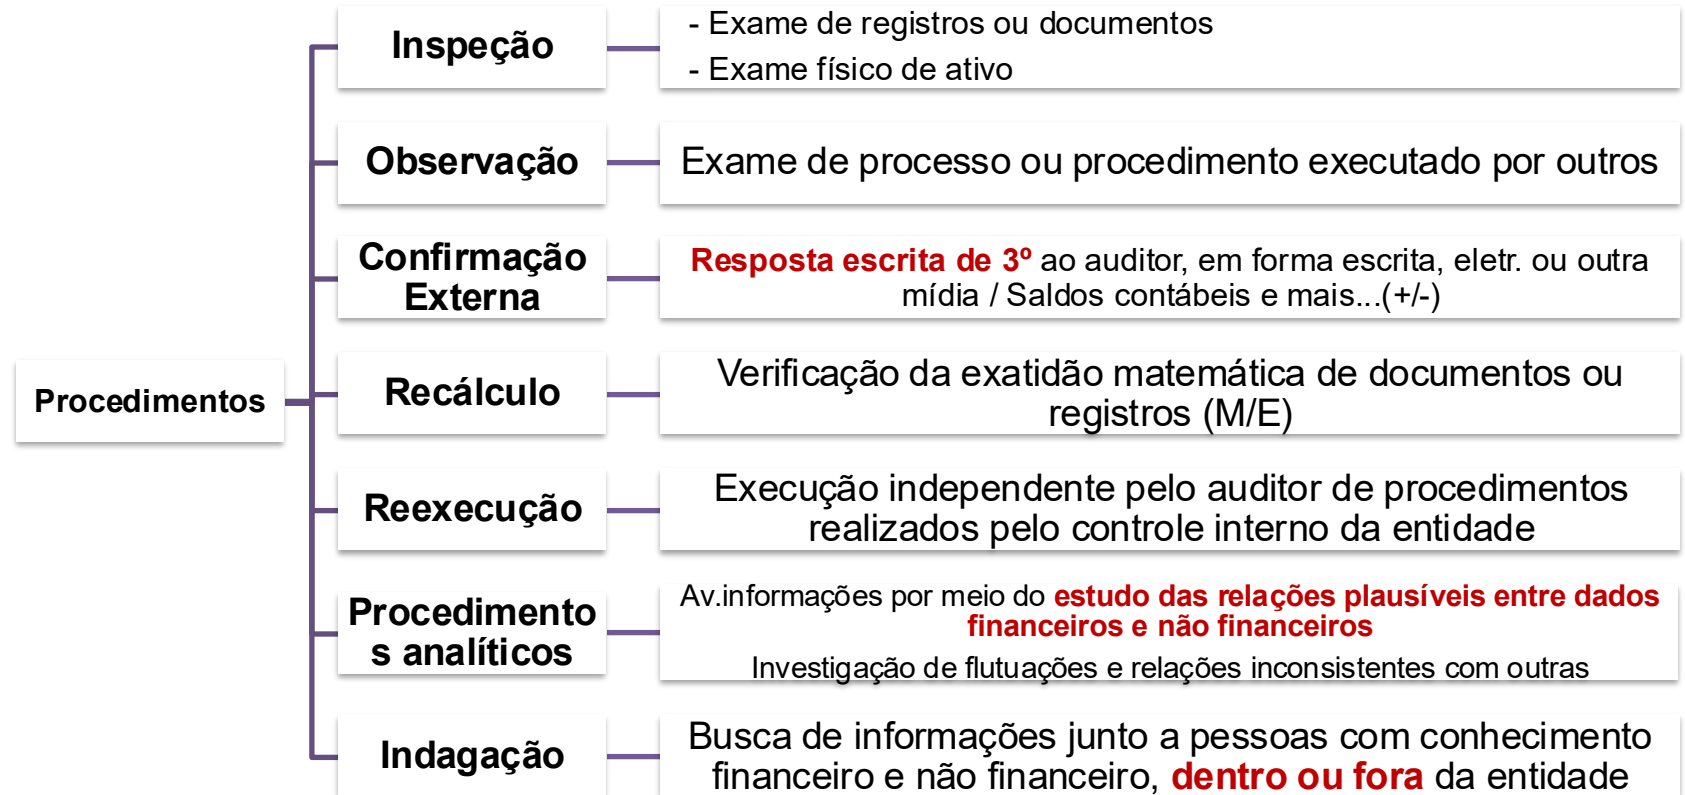 Procedimentos
Inspeção
- Exame de registros ou documentos
- Exame físico de ativo
Observação
Exame de processo ou procedimento executado por outros
Confirmação
Externa
Resposta escrita de 3º ao auditor, em forma escrita, eletr. ou outra
mídia / Saldos contábeis e mais...(+/-)
Recálculo
Verificação da exatidão matemática de documentos ou
registros (M/E)
Reexecução
Execução independente pelo auditor de procedimentos
realizados pelo controle interno da entidade
Procedimento
s analíticos
Av.informações por meio do estudo das relações plausíveis entre dados
financeiros e não financeiros
Investigação de flutuações e relações inconsistentes com outras
Indagação
Busca de informações junto a pessoas com conhecimento
financeiro e não financeiro, dentro ou fora da entidade